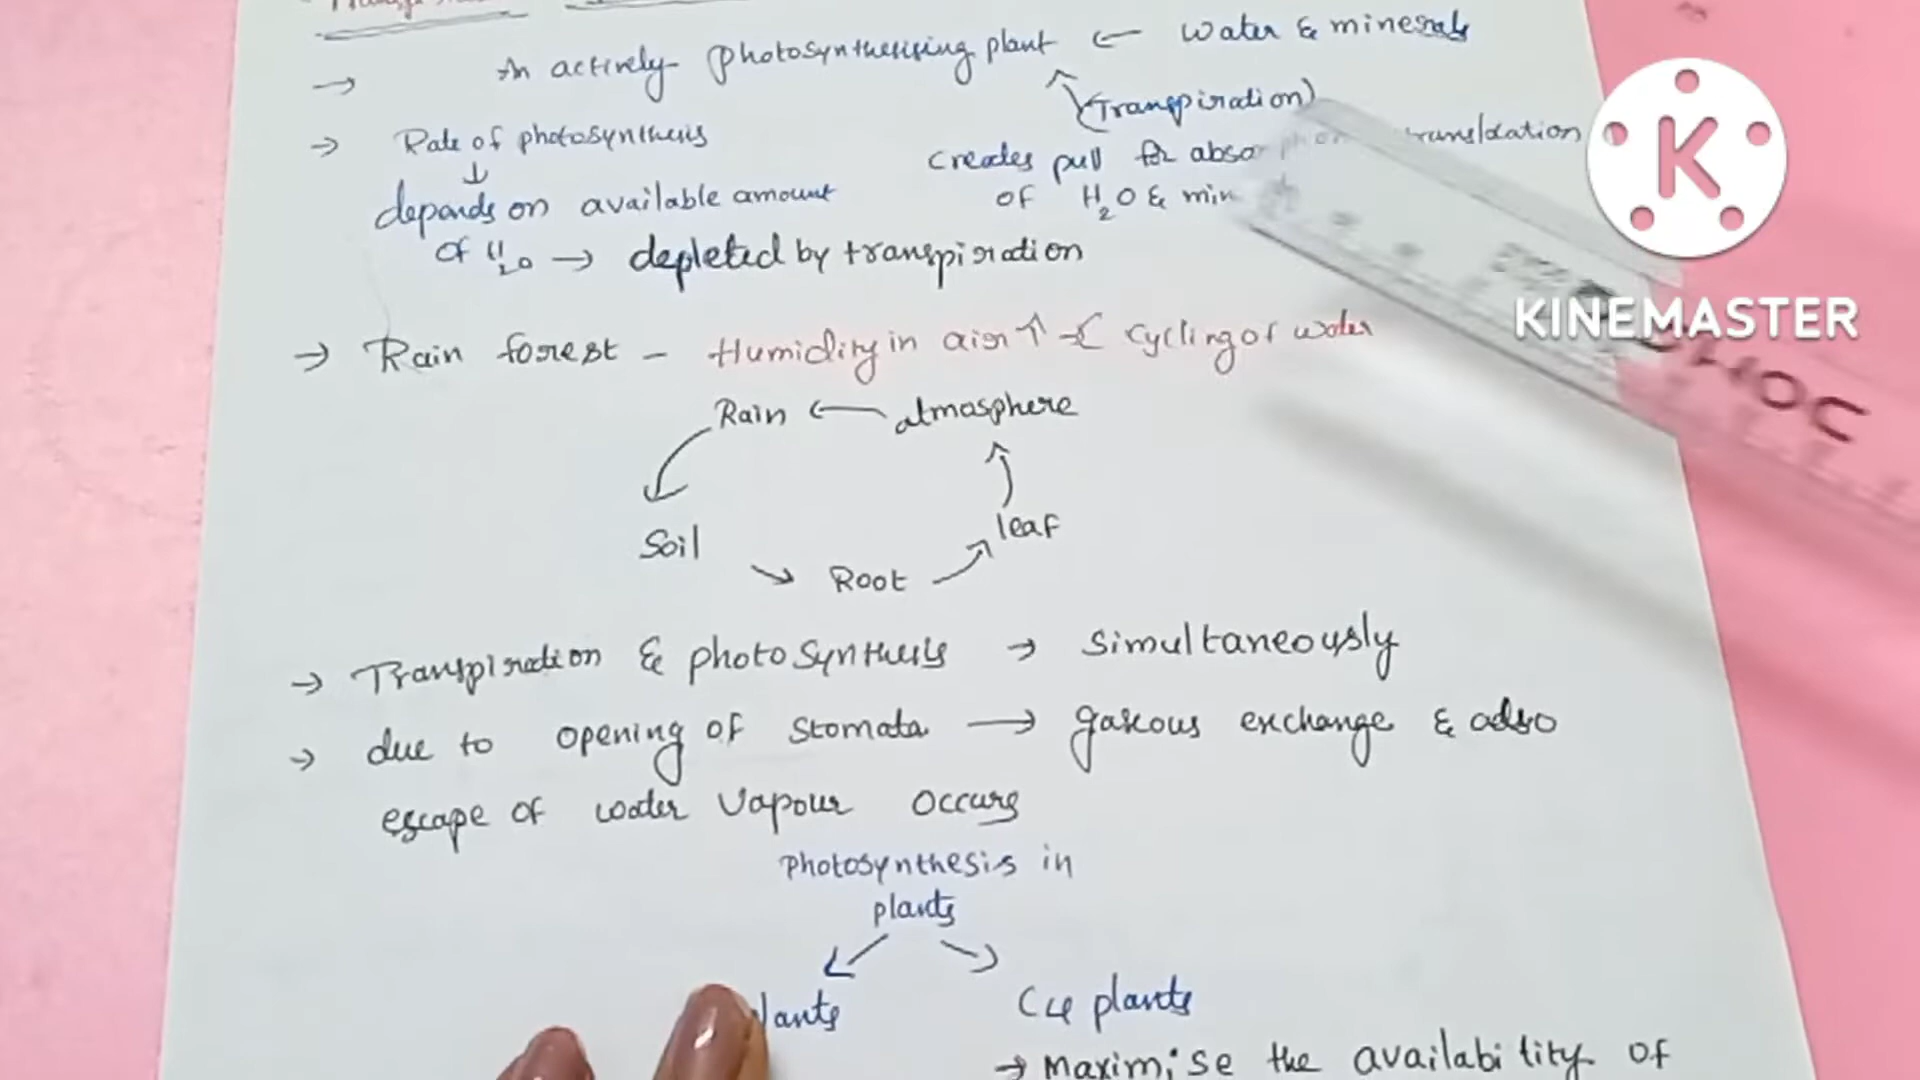 → An actively photosynthesising plant ← water & minerals
(Transpiration)
→ Rate of photosynthesis
↓
creates pull for absorption translocation
depends on available amount
of H2O & min
of H2O → depleted by transpiration
→ Rain forest - Humidity in air ↑ -< cycling of water
Rain ← atmosphere
Soil
leaf
→ Root
→ Transpiration & photosynthesis → Simultaneously
→ due to opening of stomata → gaseous exchange & also
escape of water vapour occurs
photosynthesis in
plants
lants
C4 plants
→ Maximise the availability of
K
KINEMASTER